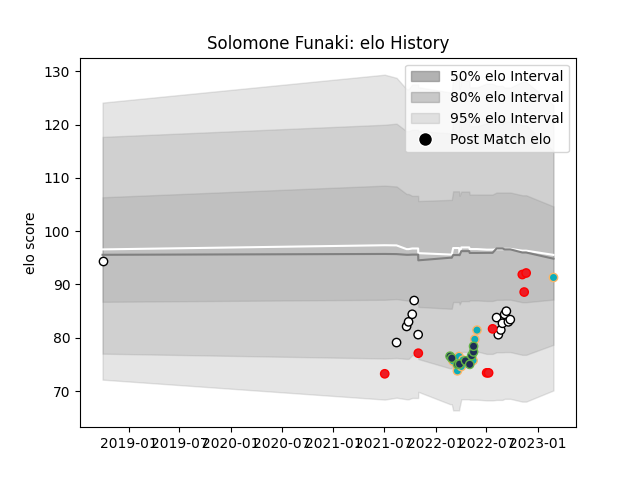 Solomone Funaki: elo History
50% elo Interval
80% elo Interval
95% elo Interval
Post Match elo
elo score
130
120
110
100
90
80
70
2019-01 2019-07 2020-01 2020-07 2021-01 2021-07 2022-01 2022-07 2023-01